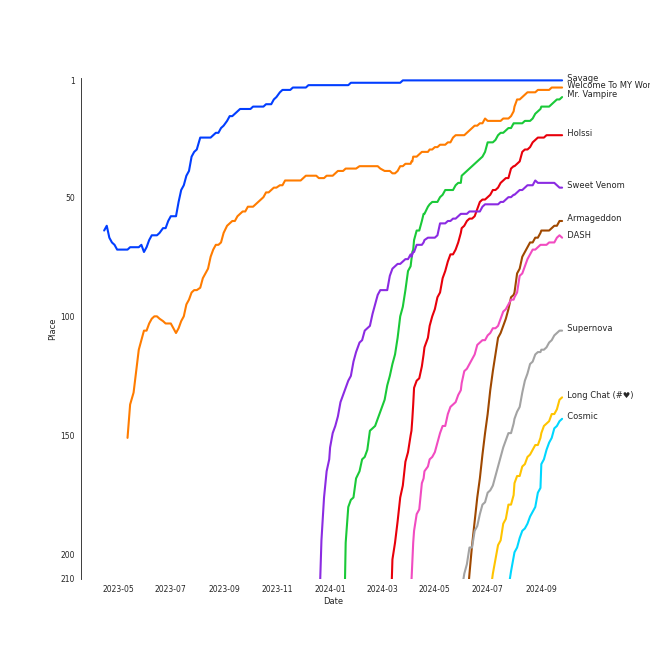 1
50
100
150
200
210
Place
2023-05 2023-07 2023-09 2023-11 2024-01 2024-03 2024-05 2024-07 2024-09
Date
Savage
Welcome To MY Wor
Mr. Vampire
Holssi
Sweet Venom
Armageddon
DASH
Supernova
Long Chat (#♥)
Cosmic